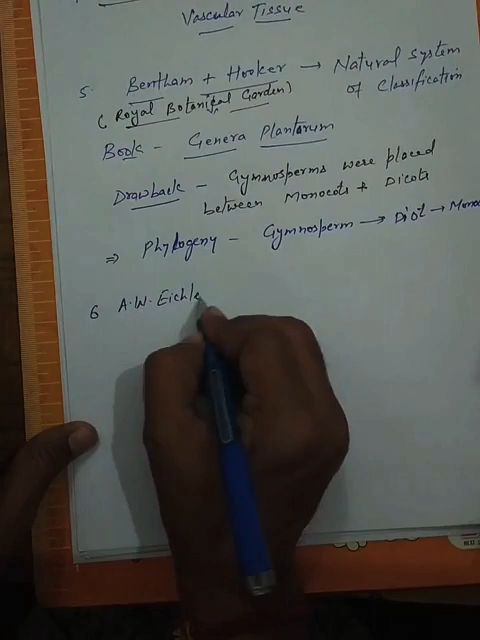 Vascular Tissue
5. Bentham + Hooker → Natural system
of Classification
( Royal Botanical Garden)
Book - Genera Plantarum
Drawback - Gymnosperms were placed
between Monocots + Dicots
⇒ Phylogeny - Gymnosperm → Diot → Mono
6 A.W. Eichle